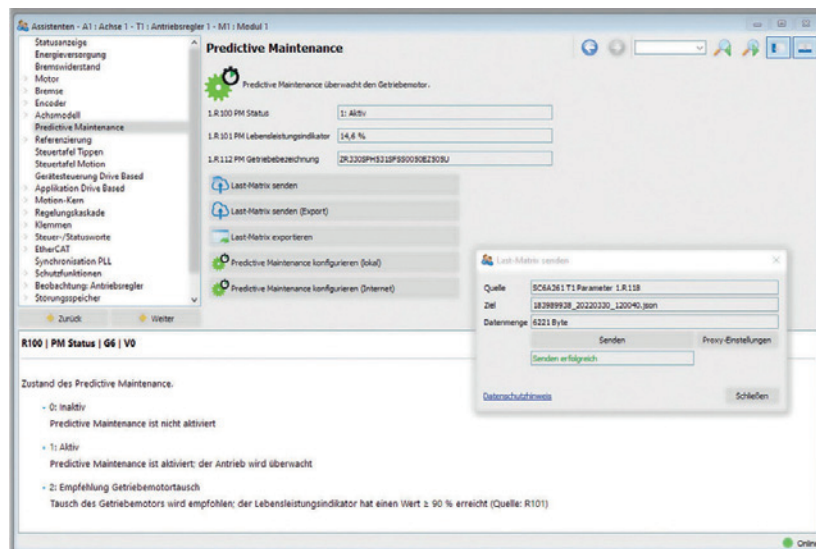 Assistenten - A1 : Achse 1 - T1 : Antriebsregler 1 - M1 : Modul 1
Statusanzeige
Energieversorgung
Bremswiderstand
Motor
Bremse
Encoder
Achsmodell
Predictive Maintenance
Referenzierung
Steuertafel Tippen
Steuertafel Motion
Gerätesteuerung Drive Based
Applikation Drive Based
Motion-Kern
Regelungskaskade
Klemmen
Steuer-/Statusworte
EtherCAT
Synchronisation PLL
Schutzfunktionen
Beobachtung: Antriebsregler
Störungsspeicher
Zurück
Weiter
Predictive Maintenance
Predictive Maintenance überwacht den Getriebemotor.
1.R100 PM Status
1: Aktiv
1.R101 PM Lebensleistungsindikator
14,6 %
1.R112 PM Getriebebezeichnung
Last-Matrix senden
Last-Matrix senden (Export)
Last-Matrix exportieren
Predictive Maintenance konfigurieren (lokal)
Predictive Maintenance konfigurieren (Internet)
Last-Matrix senden
Quelle
SC6A261 T1 Parameter 1.R118
Ziel
183989938_20220330_120040.json
Datenmenge
6221 Byte
Senden
Proxy-Einstellungen
Senden erfolgreich
Datenschutzhinweis
Schließen
R100 | PM Status | G6 | V0
Zustand des Predictive Maintenance.
• 0: Inaktiv
Predictive Maintenance ist nicht aktiviert
• 1: Aktiv
Predictive Maintenance ist aktiviert; der Antrieb wird überwacht
• 2: Empfehlung Getriebemotortausch
Tausch des Getriebemotors wird empfohlen; der Lebensleistungsindikator hat einen Wert ≥ 90 % erreicht (Quelle: R101)
Online